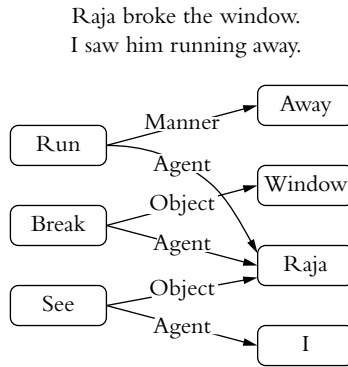 Raja broke the window.
I saw him running away.
Away
Manner
Run
Agent
Window
Object
Break
Agent
Raja
Object
See
Agent
I